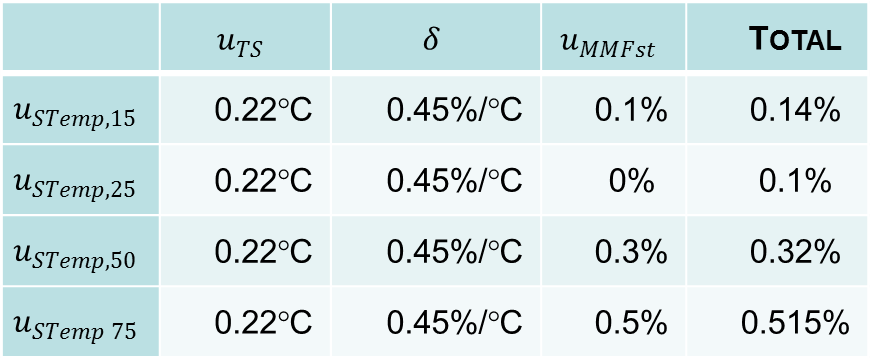 u_TS δ u_MMFst TOTAL
u_STemp,15 0.22°C 0.45%/°C 0.1% 0.14%
u_STemp,25 0.22°C 0.45%/°C 0% 0.1%
u_STemp,50 0.22°C 0.45%/°C 0.3% 0.32%
u_STemp 75 0.22°C 0.45%/°C 0.5% 0.515%